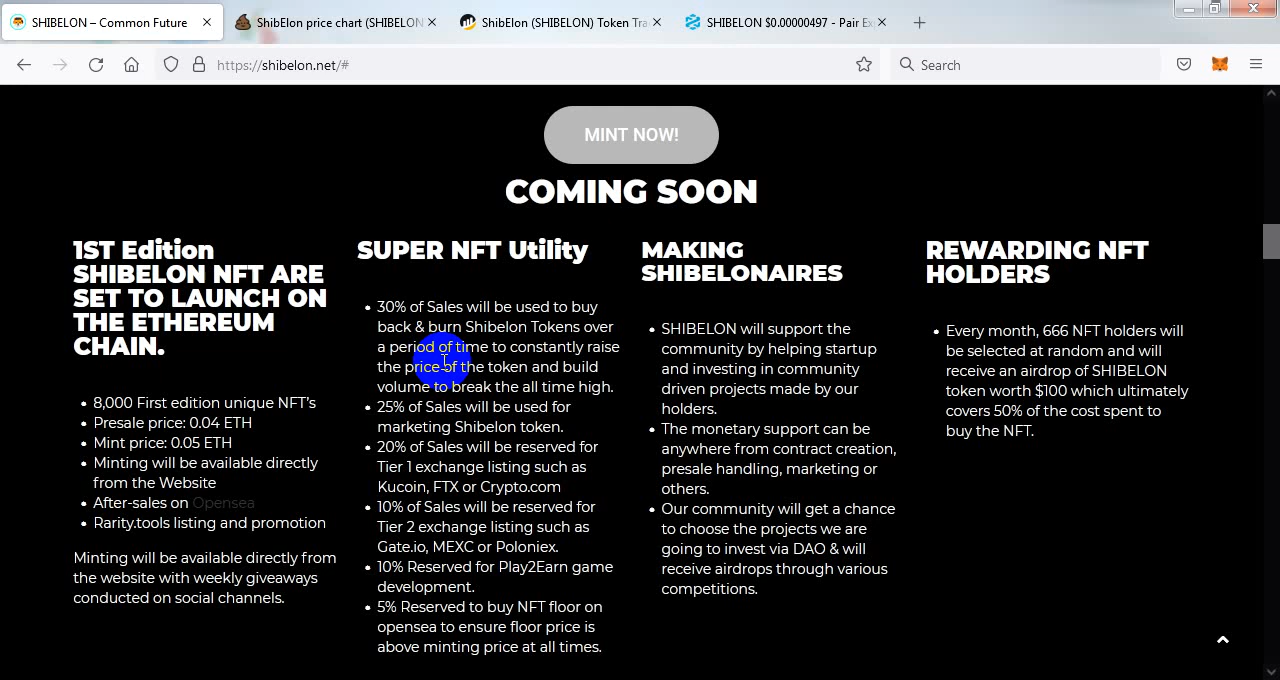 SHIBELON – Common Future
ShibElon price chart (SHIBELON
ShibElon (SHIBELON) Token Tra
SHIBELON $0.00000497 - Pair Ex
https://shibelon.net/#
Search
MINT NOW!
COMING SOON
1ST Edition
SHIBELON NFT ARE
SET TO LAUNCH ON
THE ETHEREUM
CHAIN.
8,000 First edition unique NFT's
Presale price: 0.04 ETH
Mint price: 0.05 ETH
Minting will be available directly
from the Website
After-sales on Opensea
Rarity.tools listing and promotion
Minting will be available directly from
the website with weekly giveaways
conducted on social channels.
SUPER NFT Utility
30% of Sales will be used to buy
back & burn Shibelon Tokens over
a period of time to constantly raise
the price of the token and build
volume to break the all time high.
25% of Sales will be used for
marketing Shibelon token.
20% of Sales will be reserved for
Tier 1 exchange listing such as
Kucoin, FTX or Crypto.com
10% of Sales will be reserved for
Tier 2 exchange listing such as
Gate.io, MEXC or Poloniex.
10% Reserved for Play2Earn game
development.
5% Reserved to buy NFT floor on
opensea to ensure floor price is
above minting price at all times.
MAKING
SHIBELONAIRES
SHIBELON will support the
community by helping startup
and investing in community
driven projects made by our
holders.
The monetary support can be
anywhere from contract creation,
presale handling, marketing or
others.
Our community will get a chance
to choose the projects we are
going to invest via DAO & will
receive airdrops through various
competitions.
REWARDING NFT
HOLDERS
Every month, 666 NFT holders will
be selected at random and will
receive an airdrop of SHIBELON
token worth $100 which ultimately
covers 50% of the cost spent to
buy the NFT.